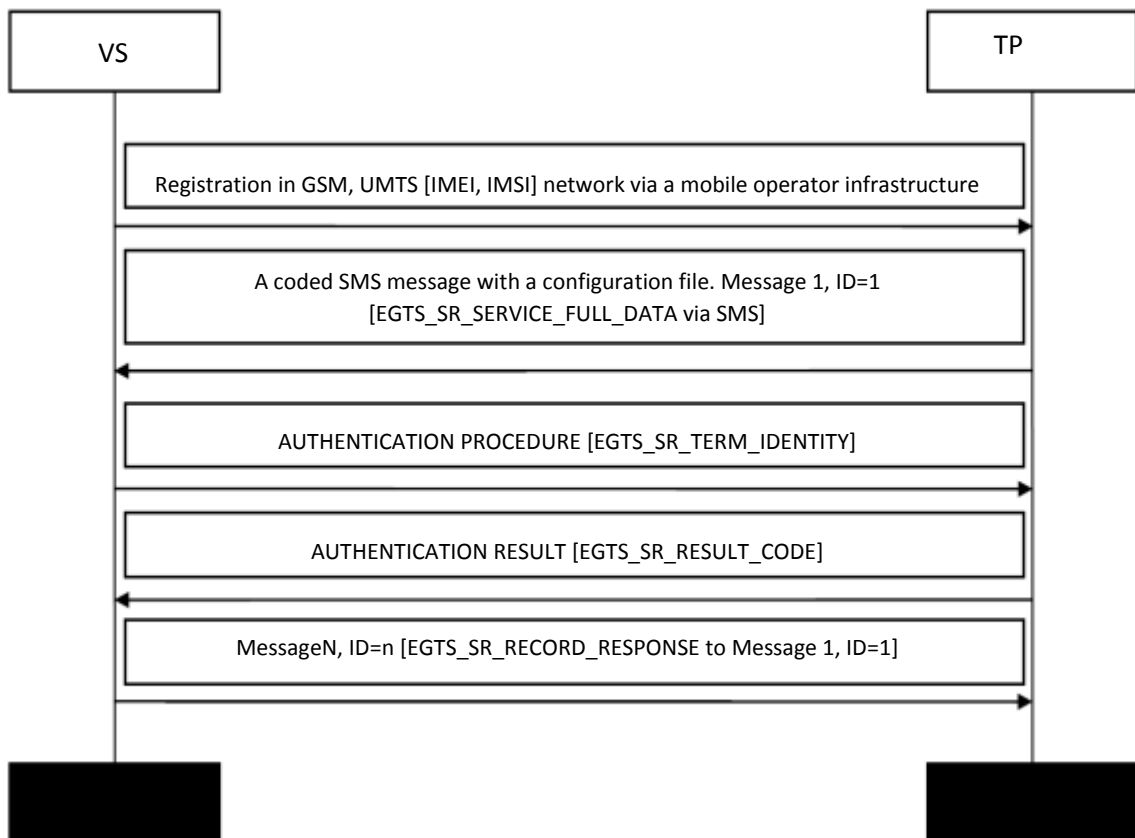 VS
TP
Registration in GSM, UMTS [IMEI, IMSI] network via a mobile operator infrastructure
A coded SMS message with a configuration file. Message 1, ID=1
[EGTS_SR_SERVICE_FULL_DATA via SMS]
AUTHENTICATION PROCEDURE [EGTS_SR_TERM_IDENTITY]
AUTHENTICATION RESULT [EGTS_SR_RESULT_CODE]
MessageN, ID=n [EGTS_SR_RECORD_RESPONSE to Message 1, ID=1]